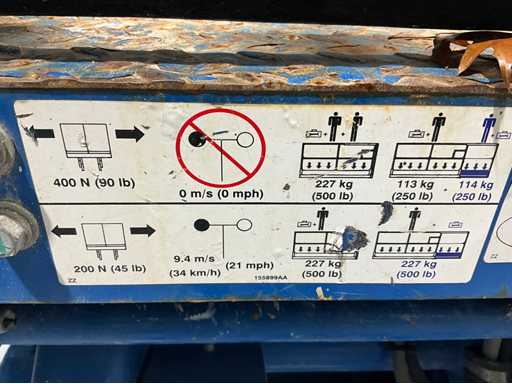 400 N (90 lb)
0 m/s (0 mph)
227 kg
(500 lb)
113 kg
(250 lb)
114 kg
(250 lb)
200 N (45 lb)
9.4 m/s
(34 km/h)
(21 mph)
227 kg
(500 lb)
227 kg
(500 lb)
ZZ
155899AA
ZZ